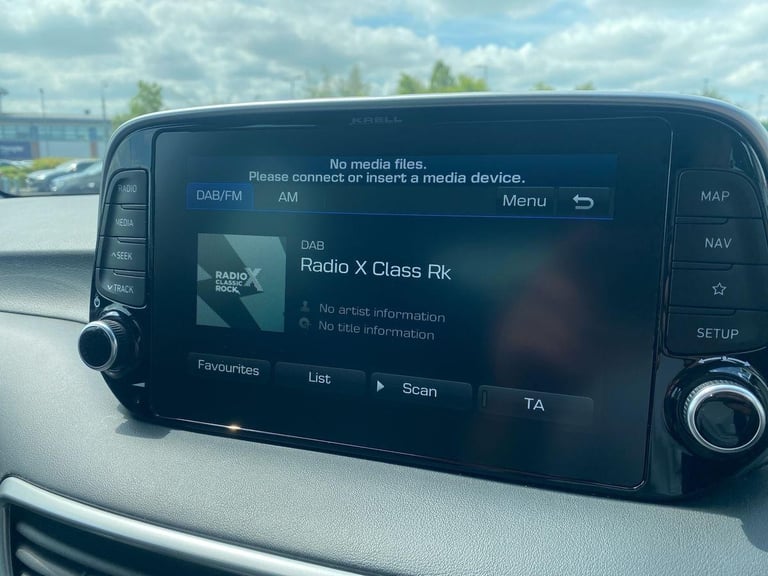 KRELL
No media files.
Please connect or insert a media device.
DAB/FM
AM
Menu
RADIO
MEDIA
SEEK
TRACK
MAP
NAV
SETUP
DAB
Radio X Class Rk
RADIO X
CLASSIC
ROCK
No artist information
No title information
Favourites
List
Scan
TA